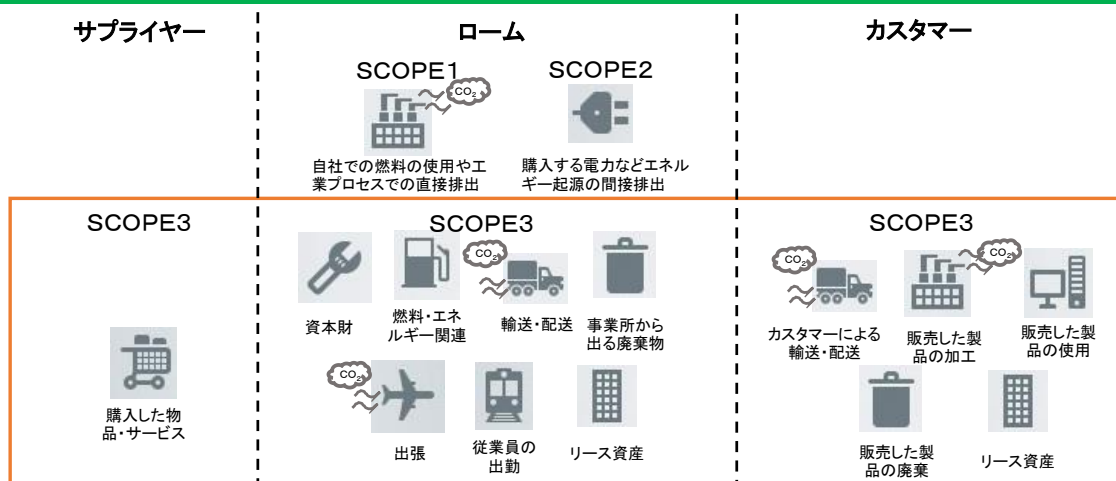 サプライヤー
ローム
カスタマー
SCOPE1
SCOPE2
CO₂
自社での燃料の使用や工
業プロセスでの直接排出
購入する電力などエネル
ギー起源の間接排出
SCOPE3
購入した物
品・サービス
SCOPE3
資本財
燃料・エネ
ルギー関連
CO₂
輸送・配送
事業所から
出る廃棄物
CO₂
出張
従業員の
出勤
リース資産
SCOPE3
CO₂
カスタマーによる
輸送・配送
CO₂
販売した製
品の加工
販売した製
品の使用
販売した製
品の廃棄
リース資産